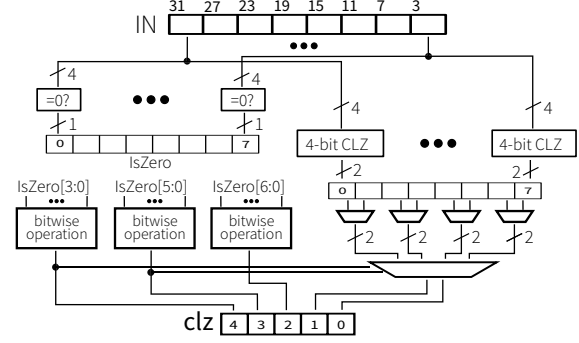 31 27 23 19 15 11 7 3
IN
•••
4 4 4 4
=0? ••• =0?
1 1
4-bit CLZ ••• 4-bit CLZ
0 7
IsZero
2 2
IsZero[3:0] IsZero[5:0] IsZero[6:0]
0 7
••• ••• •••
bitwise operation bitwise operation bitwise operation
2 2 2 2
clz 4 3 2 1 0